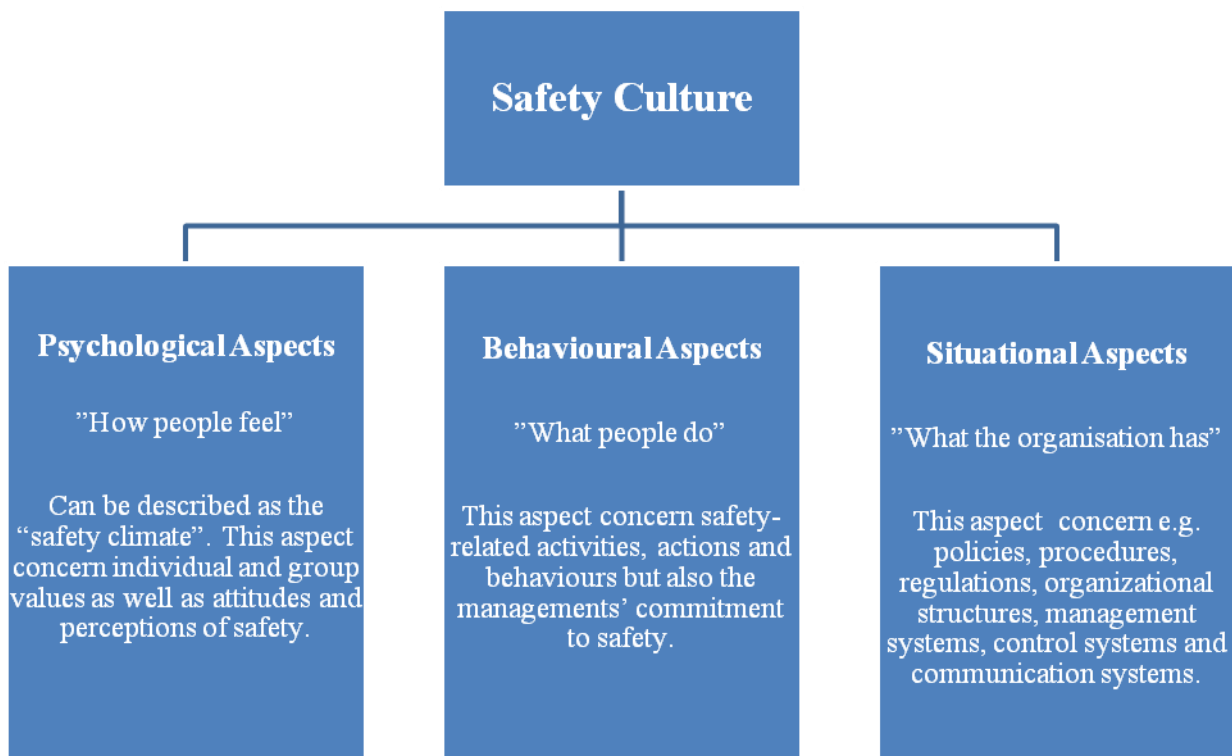 Safety Culture
Psychological Aspects
”How people feel”
Can be described as the
“safety climate”. This aspect
concern individual and group
values as well as attitudes and
perceptions of safety.
Behavioural Aspects
”What people do”
This aspect concern safety-
related activities, actions and
behaviours but also the
managements’ commitment
to safety.
Situational Aspects
”What the organisation has”
This aspect concern e.g.
policies, procedures,
regulations, organizational
structures, management
systems, control systems and
communication systems.